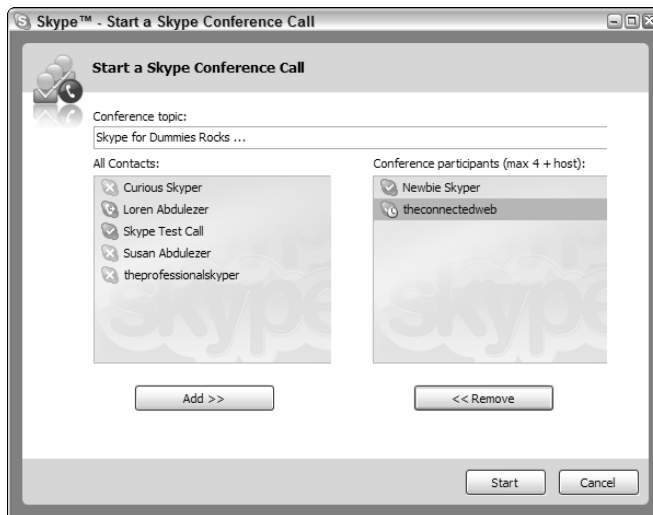 Skype™ - Start a Skype Conference Call
Start a Skype Conference Call
Conference topic:
Skype for Dummies Rocks ...
All Contacts:
Curious Skyper
Loren Abdulezer
Skype Test Call
Susan Abdulezer
theprofessionalskyper
skype
Add >>
Conference participants (max 4 + host):
Newbie Skyper
theconnectedweb
skype
<< Remove
Start
Cancel